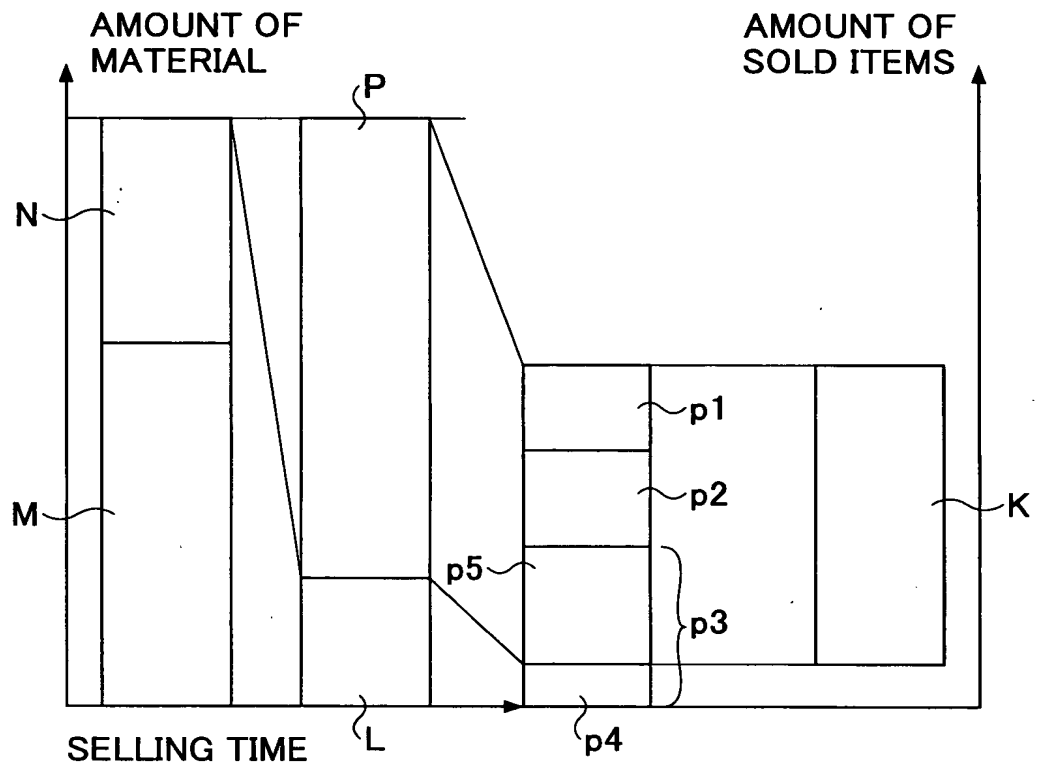 AMOUNT OF
MATERIAL
AMOUNT OF
SOLD ITEMS
P
N
p1
p2
M
K
p5
p3
L
p4
SELLING TIME